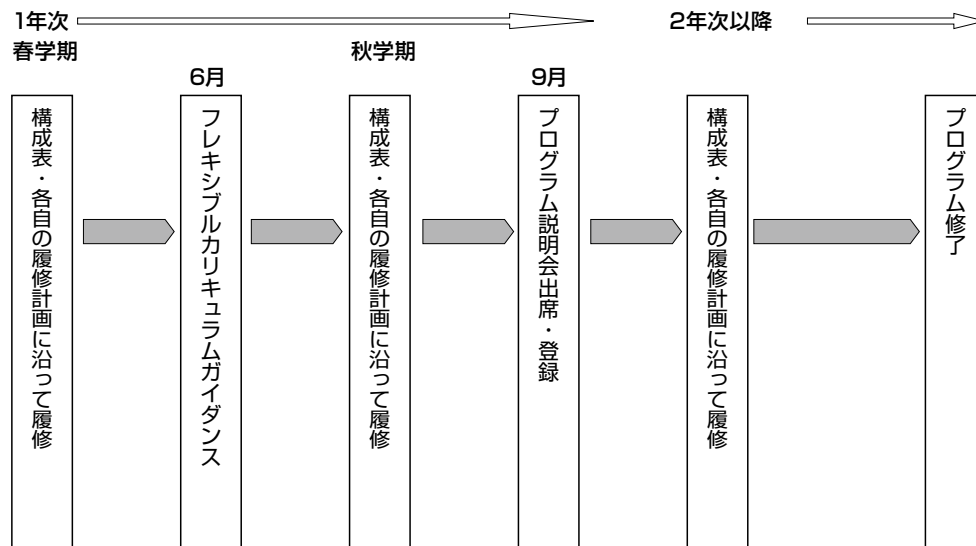 1年次
2年次以降
春学期
秋学期
6月
9月
構成表・各自の履修計画に沿って履修
フレキシブルカリキュラムガイダンス
構成表・各自の履修計画に沿って履修
プログラム説明会出席・登録
構成表・各自の履修計画に沿って履修
プログラム修了